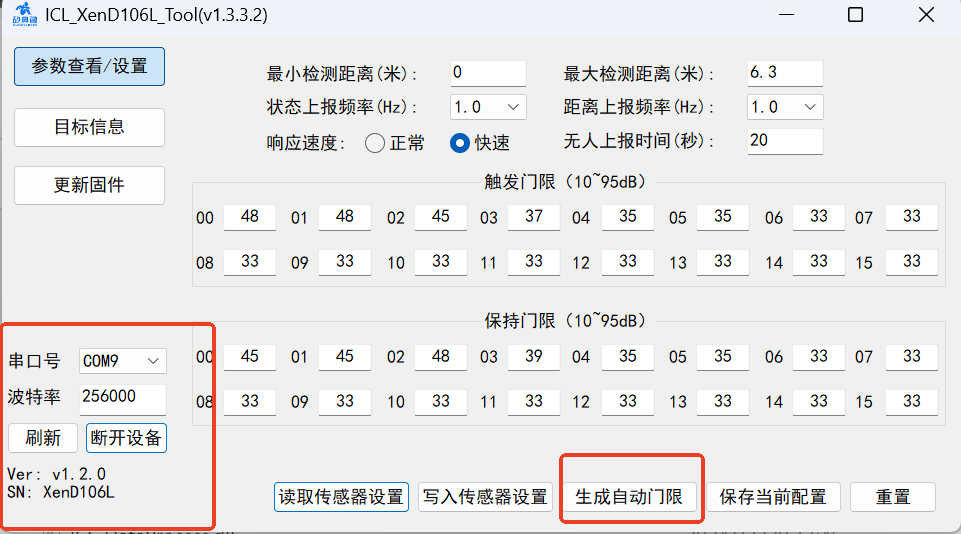 ICL_XenD106L_Tool(v1.3.3.2)
参数查看/设置
目标信息
更新固件
最小检测距离(米): 0 最大检测距离(米): 6.3
状态上报频率(Hz): 1.0 距离上报频率(Hz): 1.0
响应速度: 正常 快速 无人上报时间(秒): 20
触发门限（10~95dB）
00 48 01 48 02 45 03 37 04 35 05 35 06 33 07 33
08 33 09 33 10 33 11 33 12 33 13 33 14 33 15 33
保持门限（10~95dB）
00 45 01 45 02 48 03 39 04 35 05 35 06 33 07 33
08 33 09 33 10 33 11 33 12 33 13 33 14 33 15 33
串口号 COM9
波特率 256000
刷新 断开设备
Ver: v1.2.0
SN: XenD106L
读取传感器设置 写入传感器设置 生成自动门限 保存当前配置 重置